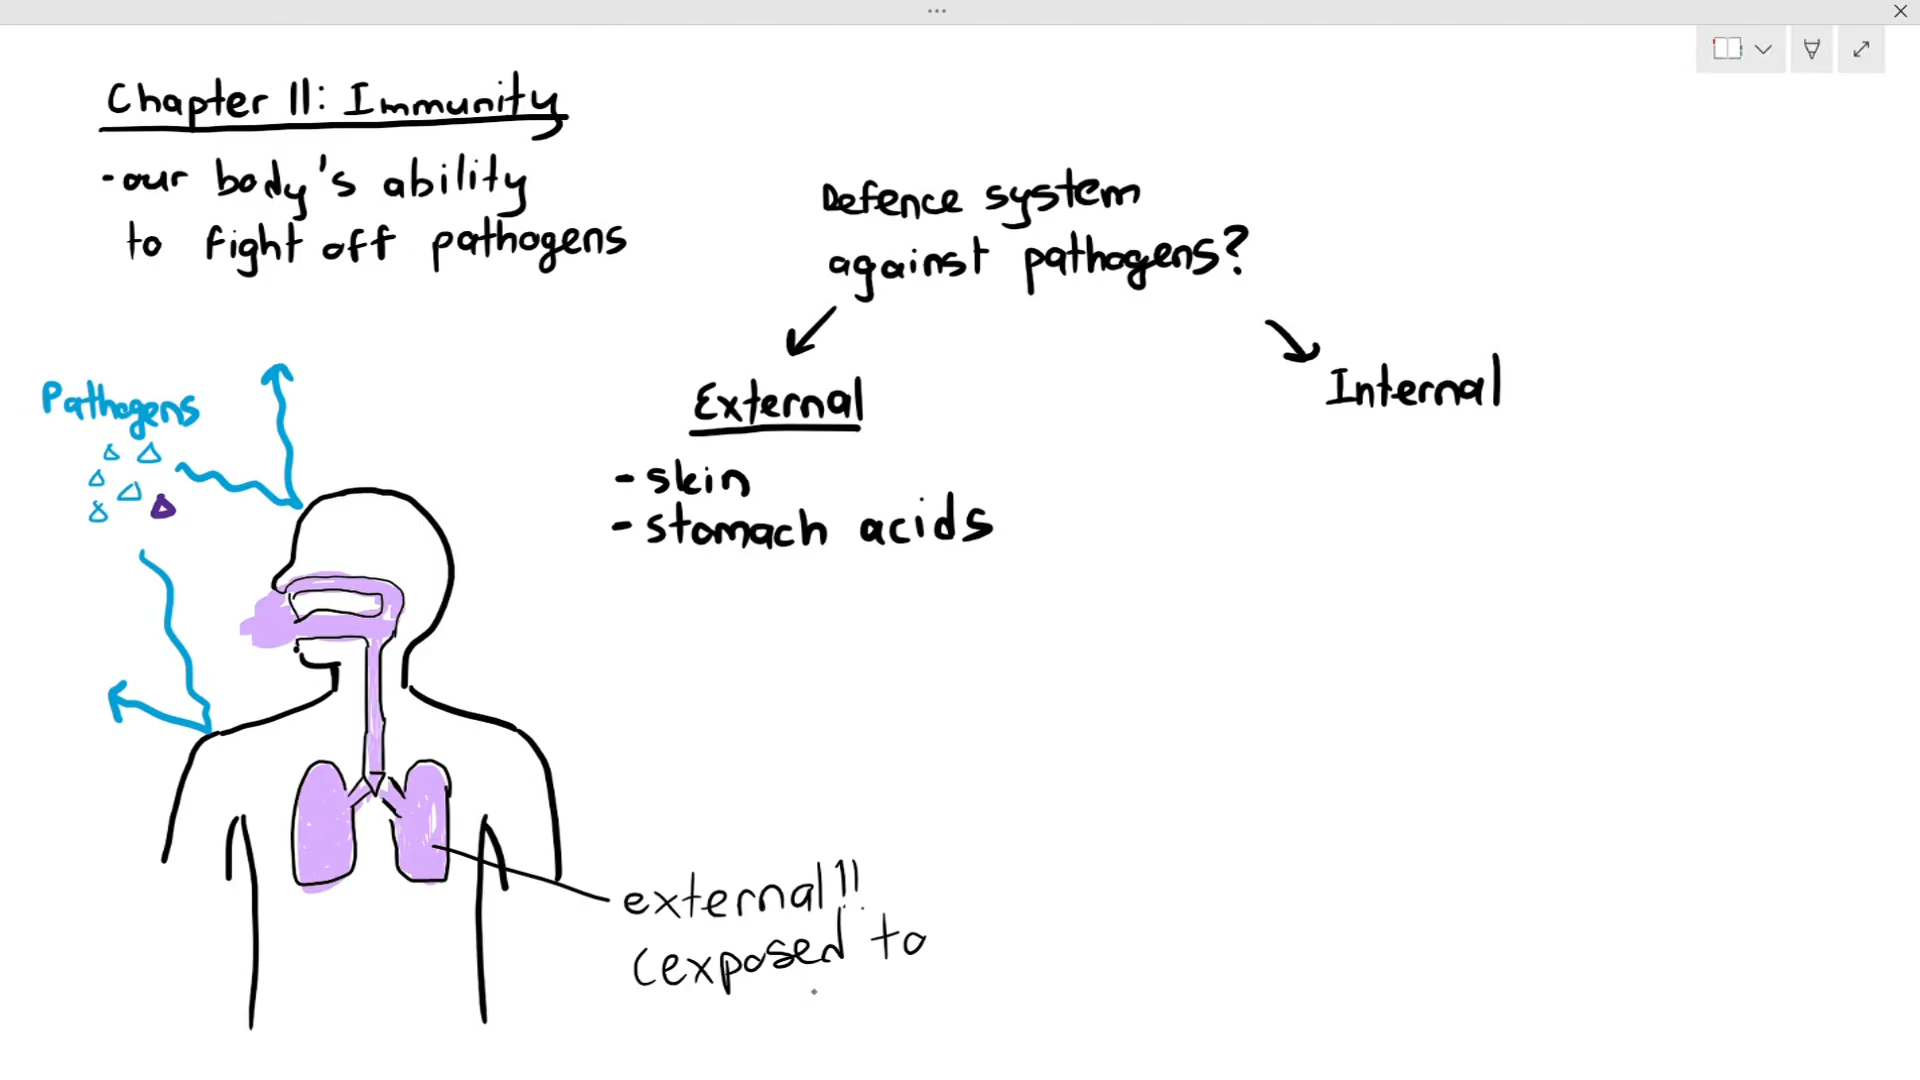 Chapter 11: Immunity
- our body's ability
to fight off pathogens
Defence system
against pathogens?
External
Internal
- skin
- stomach acids
Pathogens
external!!
(exposed to